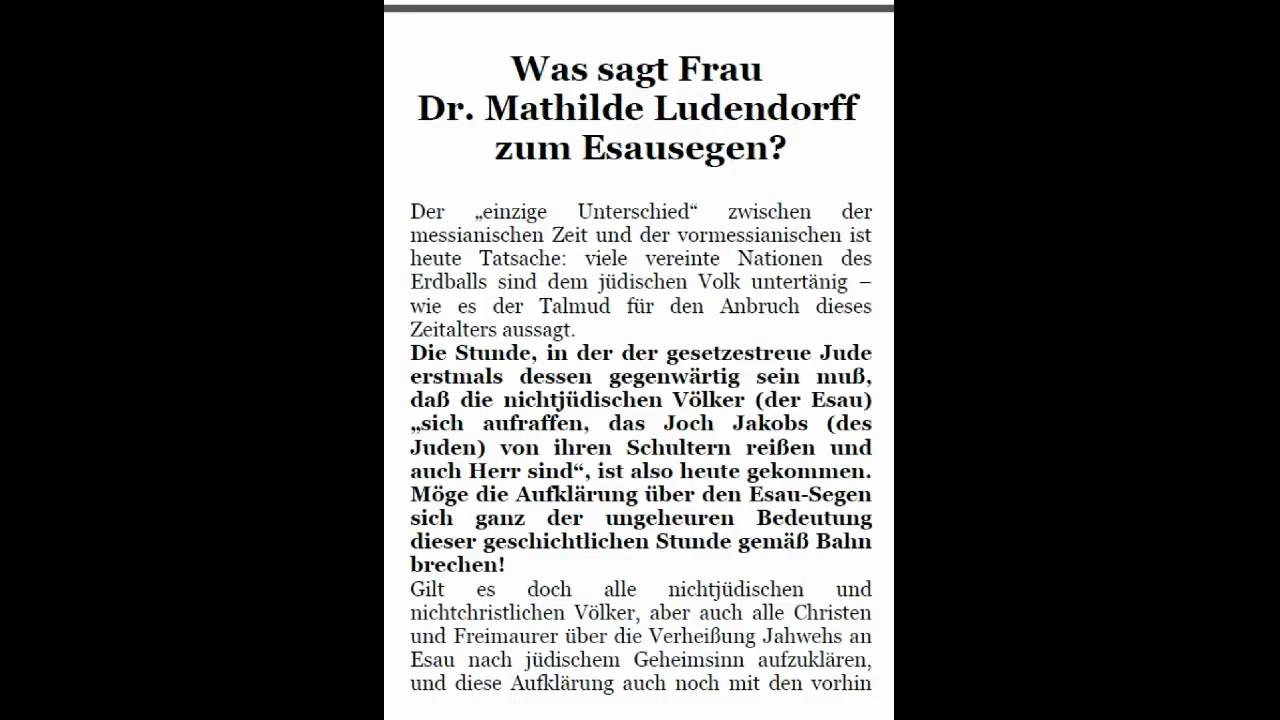 Was sagt Frau
Dr. Mathilde Ludendorff
zum Esausegen?
Der „einzige Unterschied“ zwischen der
messianischen Zeit und der vormessianischen ist
heute Tatsache: viele vereinte Nationen des
Erdballs sind dem jüdischen Volk untertänig –
wie es der Talmud für den Anbruch dieses
Zeitalters aussagt.
Die Stunde, in der der gesetzestreue Jude
erstmals dessen gegenwärtig sein muß,
daß die nichtjüdischen Völker (der Esau)
„sich aufraffen, das Joch Jakobs (des
Juden) von ihren Schultern reißen und
auch Herr sind“, ist also heute gekommen.
Möge die Aufklärung über den Esau-Segen
sich ganz der ungeheuren Bedeutung
dieser geschichtlichen Stunde gemäß Bahn
brechen!
Gilt es doch alle nichtjüdischen und
nichtchristlichen Völker, aber auch alle Christen
und Freimaurer über die Verheißung Jahwehs an
Esau nach jüdischem Geheimsinn aufzuklären,
und diese Aufklärung auch noch mit den vorhin